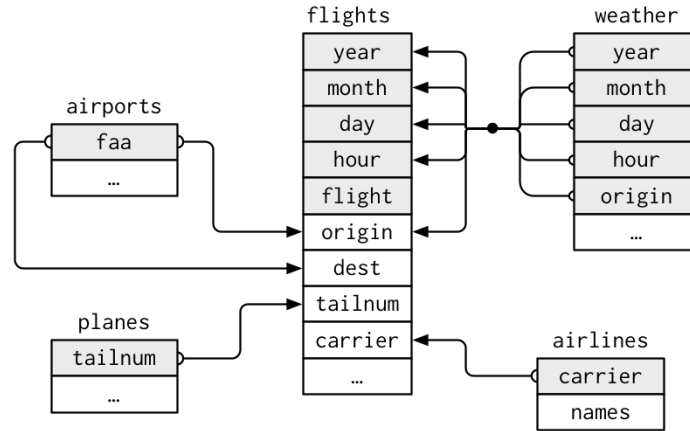 flights
year
month
day
hour
flight
origin
dest
tailnum
carrier
…
weather
year
month
day
hour
origin
…
airports
faa
…
planes
tailnum
…
airlines
carrier
names